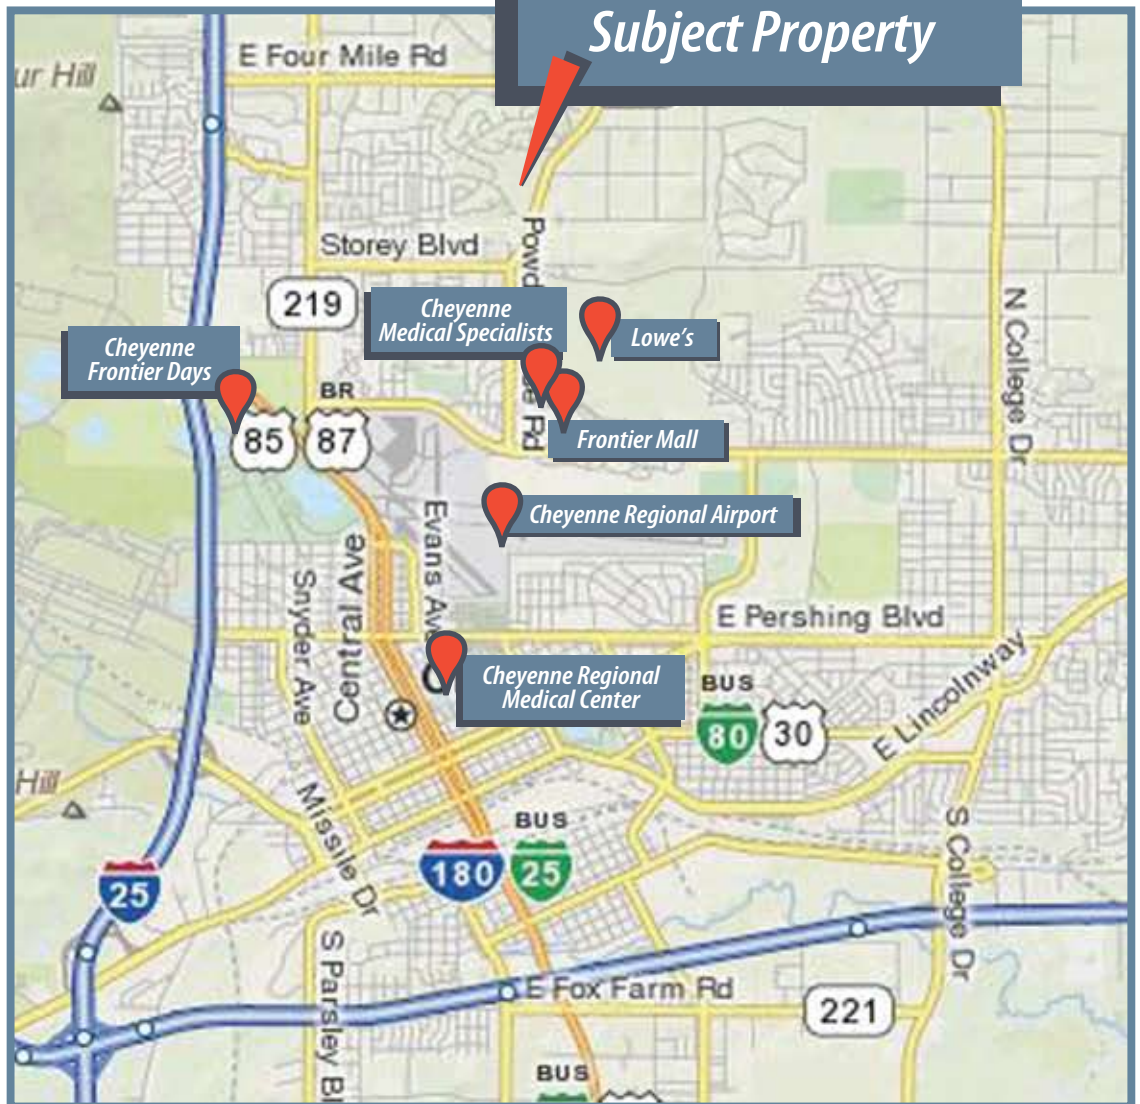 Subject Property
E Four Mile Rd
ur Hill
Storey Blvd
Powd
219
Cheyenne
Medical Specialists
Lowe's
N College Dr
Cheyenne
Frontier Days
BR
85
87
Rd
Frontier Mall
Evans Ave
Cheyenne Regional Airport
Snyder Ave
Central Ave
E Pershing Blvd
C
Cheyenne Regional
Medical Center
BUS
80
30
E Lincolnway
Hill
Missile Dr
BUS
180
25
25
S College Dr
S Parsley Bl
E Fox Farm Rd
221
BUS